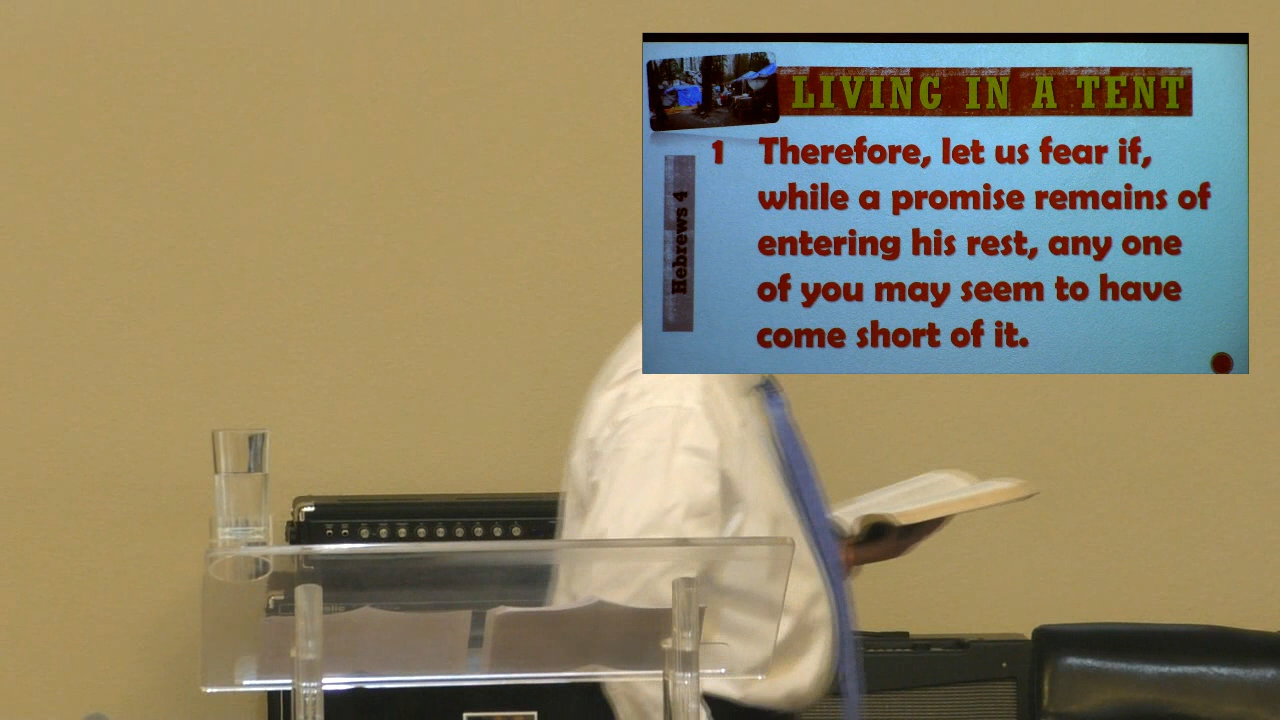 LIVING IN A TENT
Hebrews 4
1 Therefore, let us fear if,
while a promise remains of
entering his rest, any one
of you may seem to have
come short of it.